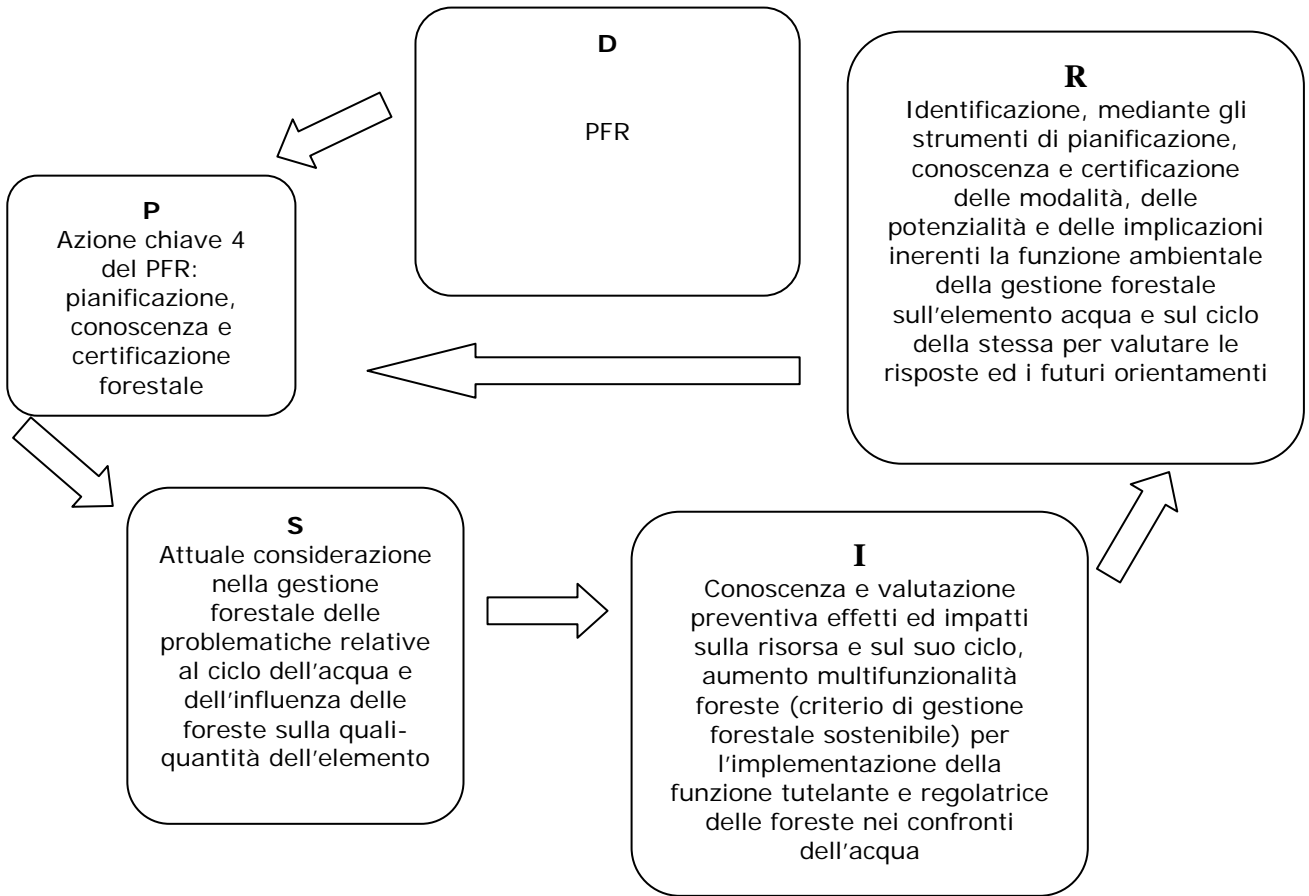 D
PFR
P
Azione chiave 4
del PFR:
pianificazione,
conoscenza e
certificazione
forestale
S
Attuale considerazione
nella gestione
forestale delle
problematiche relative
al ciclo dell'acqua e
dell'influenza delle
foreste sulla quali-
quantità dell'elemento
I
Conoscenza e valutazione
preventiva effetti ed impatti
sulla risorsa e sul suo ciclo,
aumento multifunzionalità
foreste (criterio di gestione
forestale sostenibile) per
l'implementazione della
funzione tutelante e regolatrice
delle foreste nei confronti
dell'acqua
R
Identificazione, mediante gli
strumenti di pianificazione,
conoscenza e certificazione
delle modalità, delle
potenzialità e delle implicazioni
inerenti la funzione ambientale
della gestione forestale
sull'elemento acqua e sul ciclo
della stessa per valutare le
risposte ed i futuri orientamenti